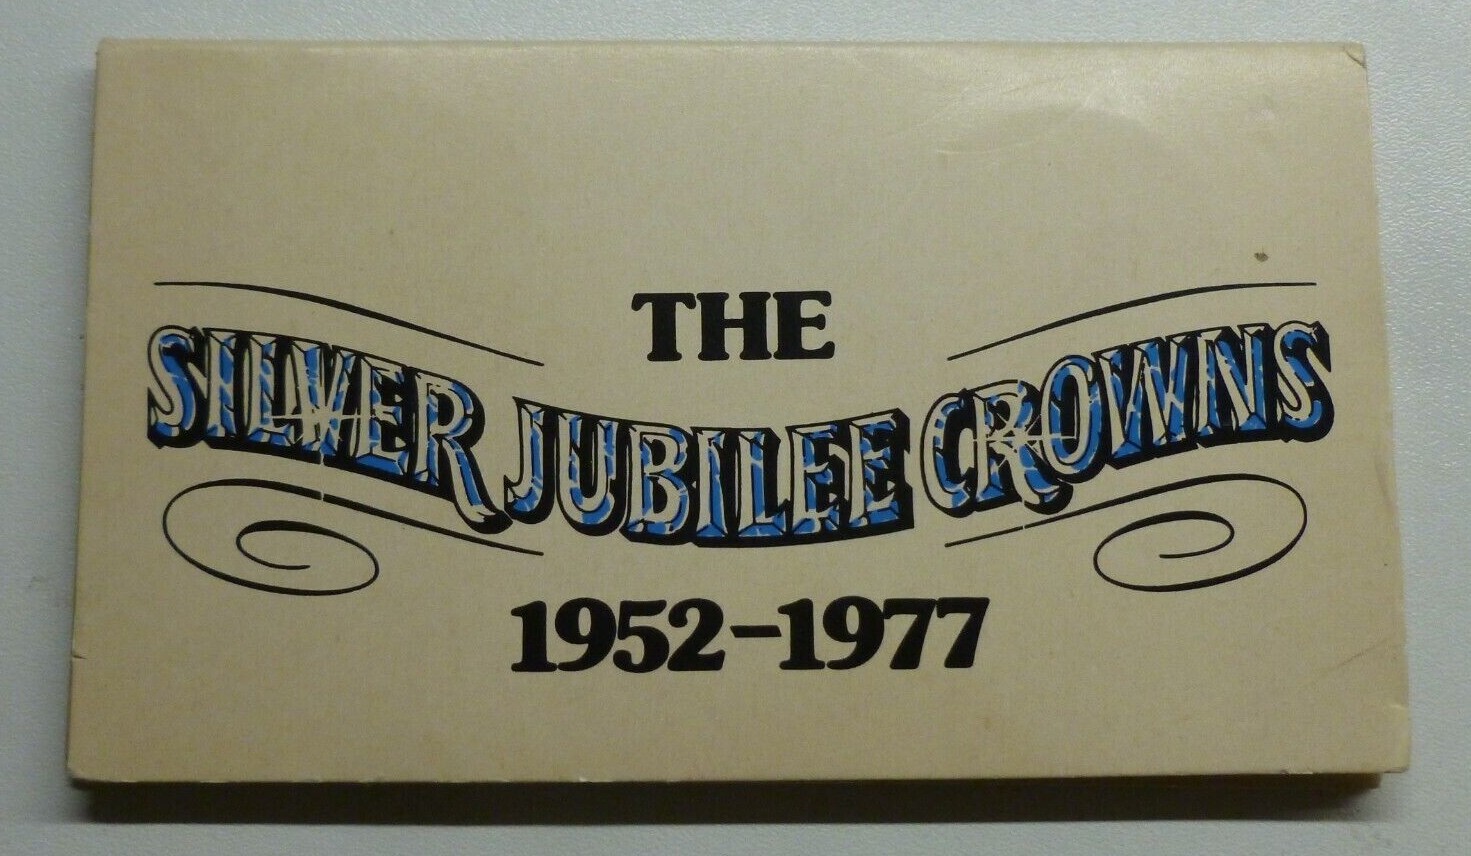 THE
SILVER JUBILEE CROWNS
1952-1977